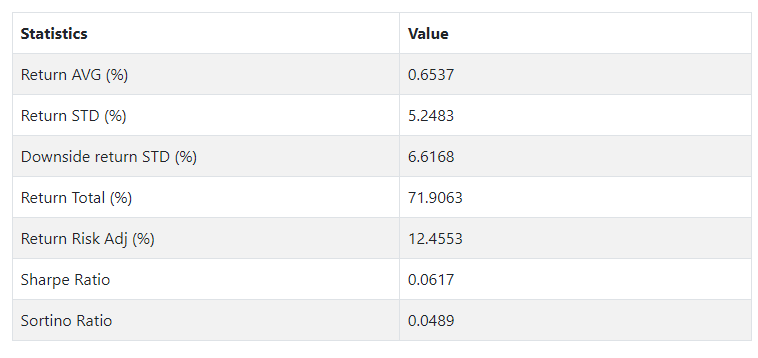 Statistics Value
Return AVG (%) 0.6537
Return STD (%) 5.2483
Downside return STD (%) 6.6168
Return Total (%) 71.9063
Return Risk Adj (%) 12.4553
Sharpe Ratio 0.0617
Sortino Ratio 0.0489